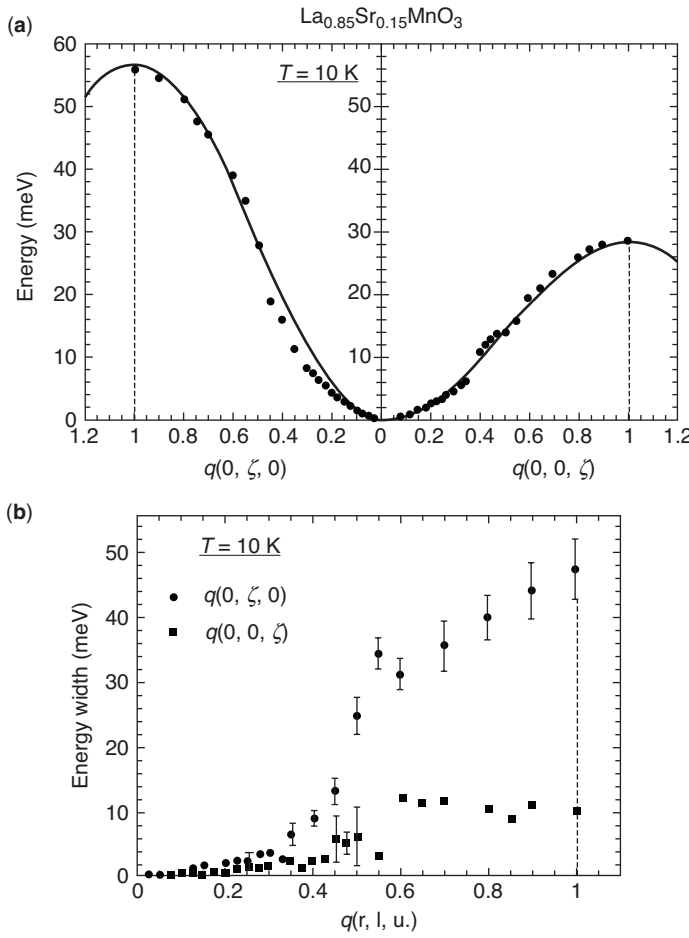 La₀.₈₅Sr₀.₁₅MnO₃
(a)
60
50
40
30
20
10
0
Energy (meV)
T = 10 K
50
40
30
20
10
1.2 1 0.8 0.6 0.4 0.2 0 0.2 0.4 0.6 0.8 1 1.2
q(0, ζ, 0) q(0, 0, ζ)
(b)
50
40
30
20
10
0
Energy width (meV)
T = 10 K
q(0, ζ, 0)
q(0, 0, ζ)
0 0.2 0.4 0.6 0.8 1
q(r, l, u.)